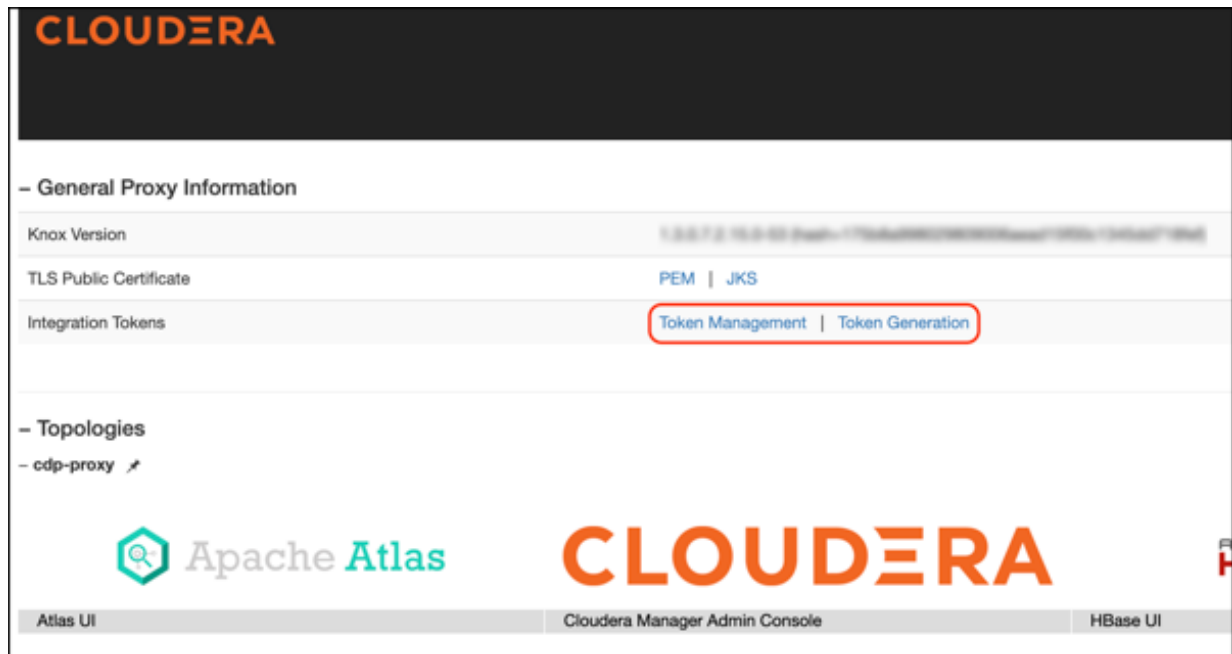 CLOUDERA
– General Proxy Information
Knox Version
TLS Public Certificate PEM | JKS
Integration Tokens Token Management | Token Generation
– Topologies
– cdp-proxy
Apache Atlas CLOUDERA
Atlas UI Cloudera Manager Admin Console HBase UI